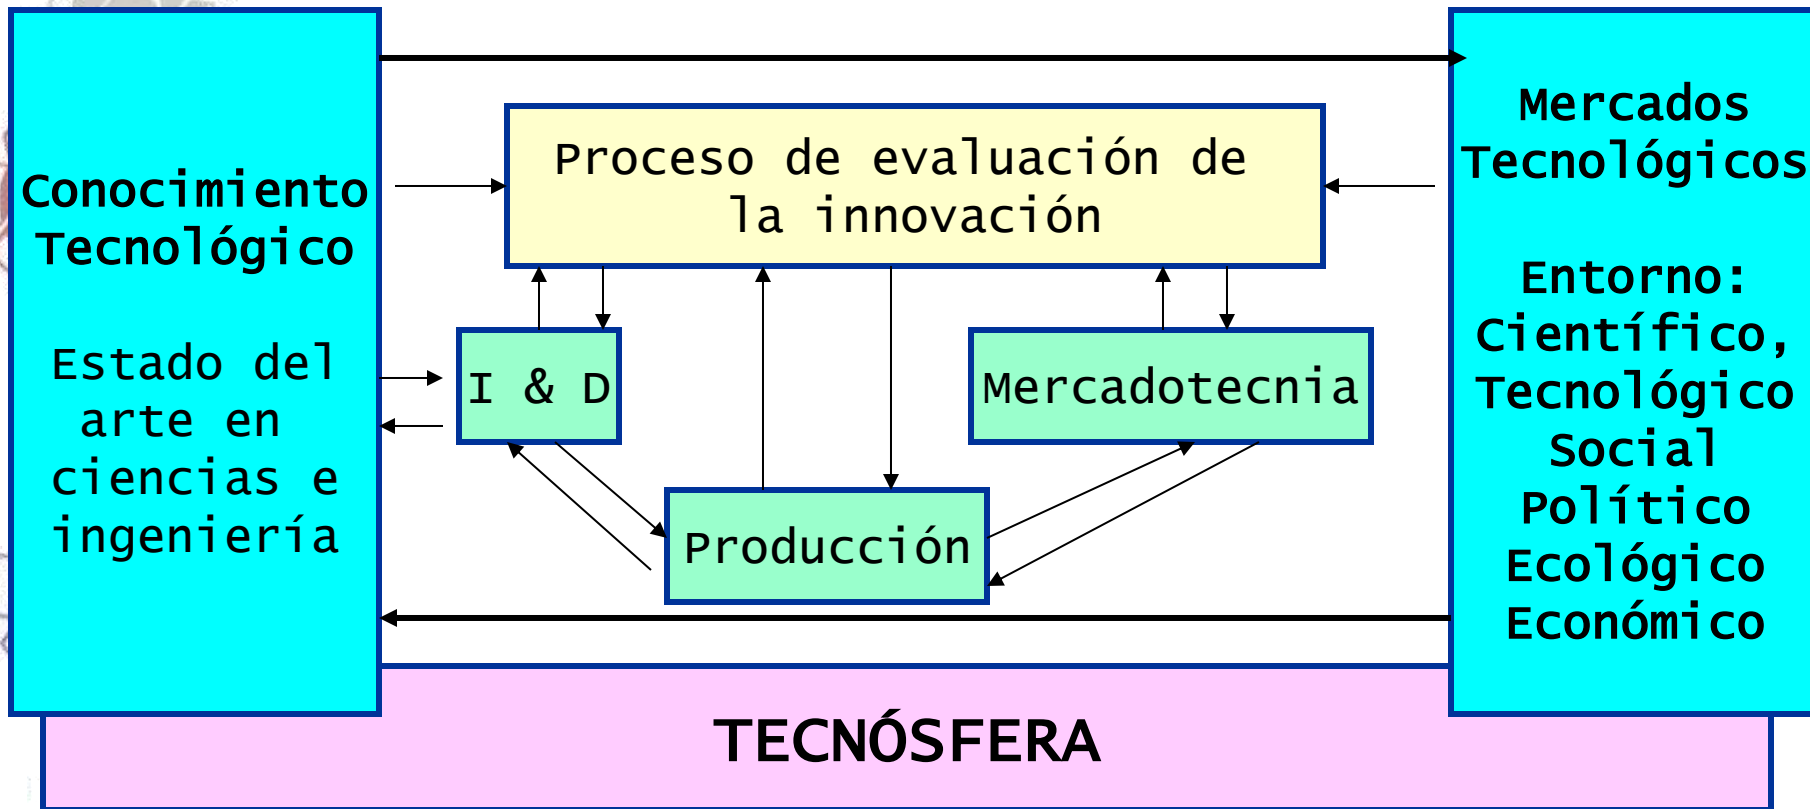 Conocimiento
Tecnológico
Estado del
arte en
ciencias e
ingeniería
Proceso de evaluación de
la innovación
I & D
Mercadotecnia
Producción
Mercados
Tecnológicos
Entorno:
Científico,
Tecnológico
Social
Político
Ecológico
Económico
TECNÓSFERA